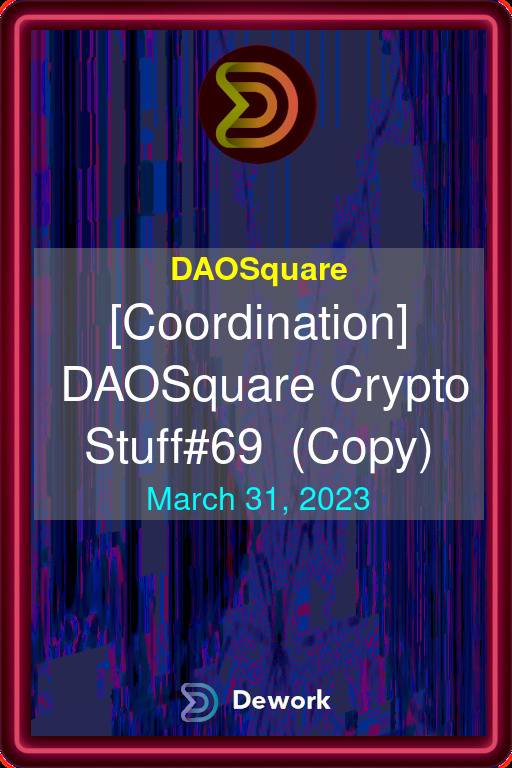 DAOSquare
[Coordination]
DAOSquare Crypto
Stuff#69 (Copy)
March 31, 2023
Dework